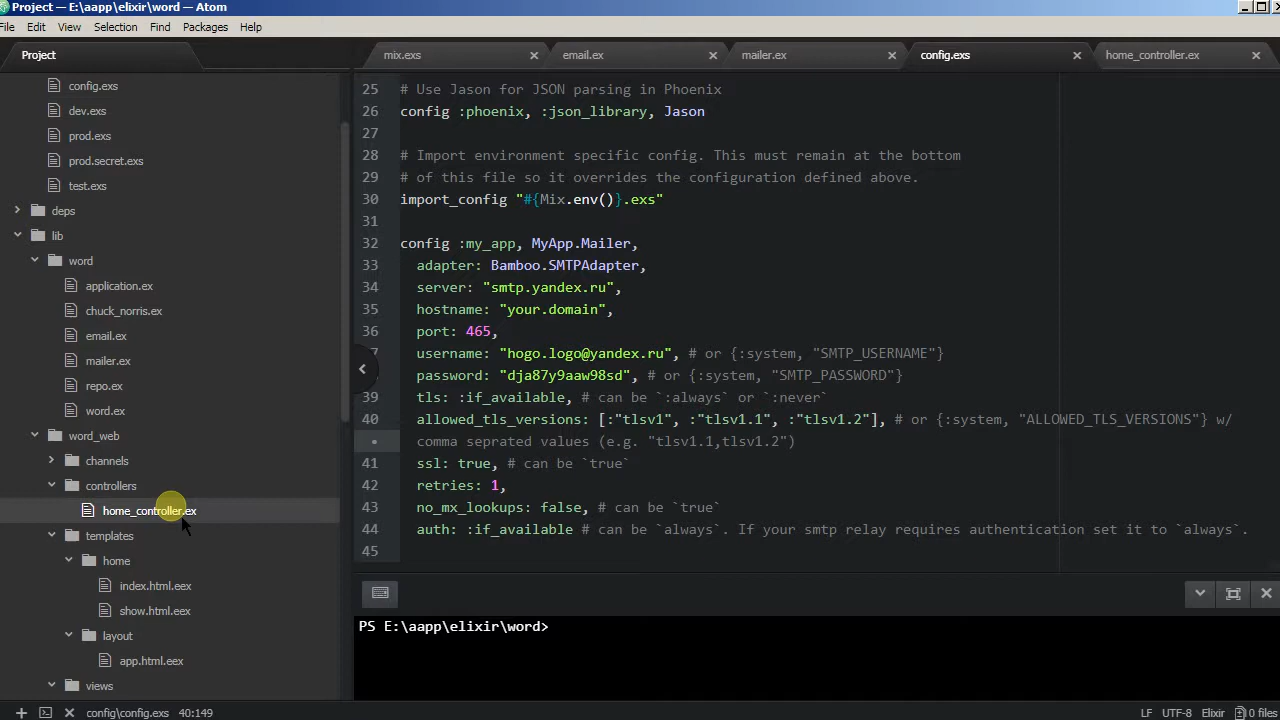 Project — E:\aapp\elixir\word — Atom
File Edit View Selection Find Packages Help
Project
mix.exs
email.ex
mailer.ex
config.exs
home_controller.ex
config.exs
dev.exs
prod.exs
prod.secret.exs
test.exs
deps
lib
word
application.ex
chuck_norris.ex
email.ex
mailer.ex
repo.ex
word.ex
word_web
channels
controllers
home_controller.ex
templates
home
index.html.eex
show.html.eex
layout
app.html.eex
views
25 # Use Jason for JSON parsing in Phoenix
26 config :phoenix, :json_library, Jason
27
28 # Import environment specific config. This must remain at the bottom
29 # of this file so it overrides the configuration defined above.
30 import_config "#{Mix.env()}.exs"
31
32 config :my_app, MyApp.Mailer,
33 adapter: Bamboo.SMTPAdapter,
34 server: "smtp.yandex.ru",
35 hostname: "your.domain",
36 port: 465,
7 username: "hogo.logo@yandex.ru", # or {:system, "SMTP_USERNAME"}
password: "dja87y9aaw98sd", # or {:system, "SMTP_PASSWORD"}
39 tls: :if_available, # can be `:always` or `:never`
40 allowed_tls_versions: [:"tlsv1", :"tlsv1.1", :"tlsv1.2"], # or {:system, "ALLOWED_TLS_VERSIONS"} w/
• comma seprated values (e.g. "tlsv1.1,tlsv1.2")
41 ssl: true, # can be `true`
42 retries: 1,
43 no_mx_lookups: false, # can be `true`
44 auth: :if_available # can be `always`. If your smtp relay requires authentication set it to `always`.
45
PS E:\aapp\elixir\word>
config\config.exs 40:149
LF UTF-8 Elixir 0 files